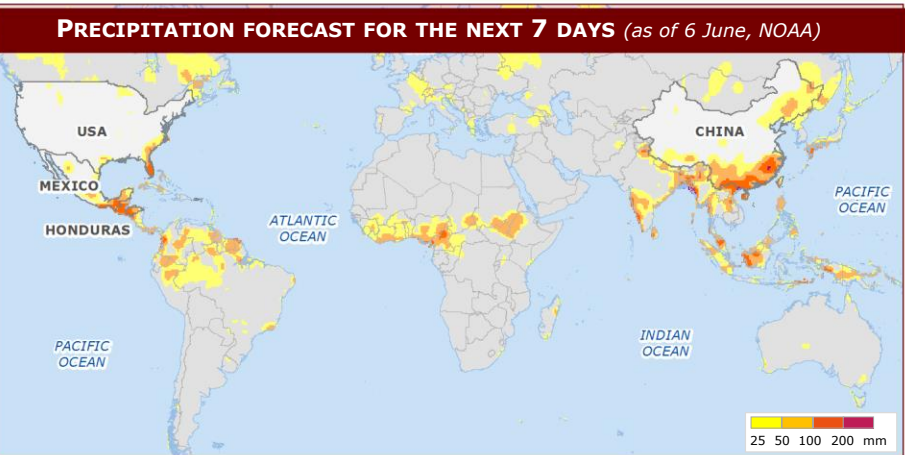 PRECIPITATION FORECAST FOR THE NEXT 7 DAYS (as of 6 June, NOAA)
USA
CHINA
MEXICO
HONDURAS
ATLANTIC
OCEAN
PACIFIC
OCEAN
PACIFIC
OCEAN
INDIAN
OCEAN
25 50 100 200 mm